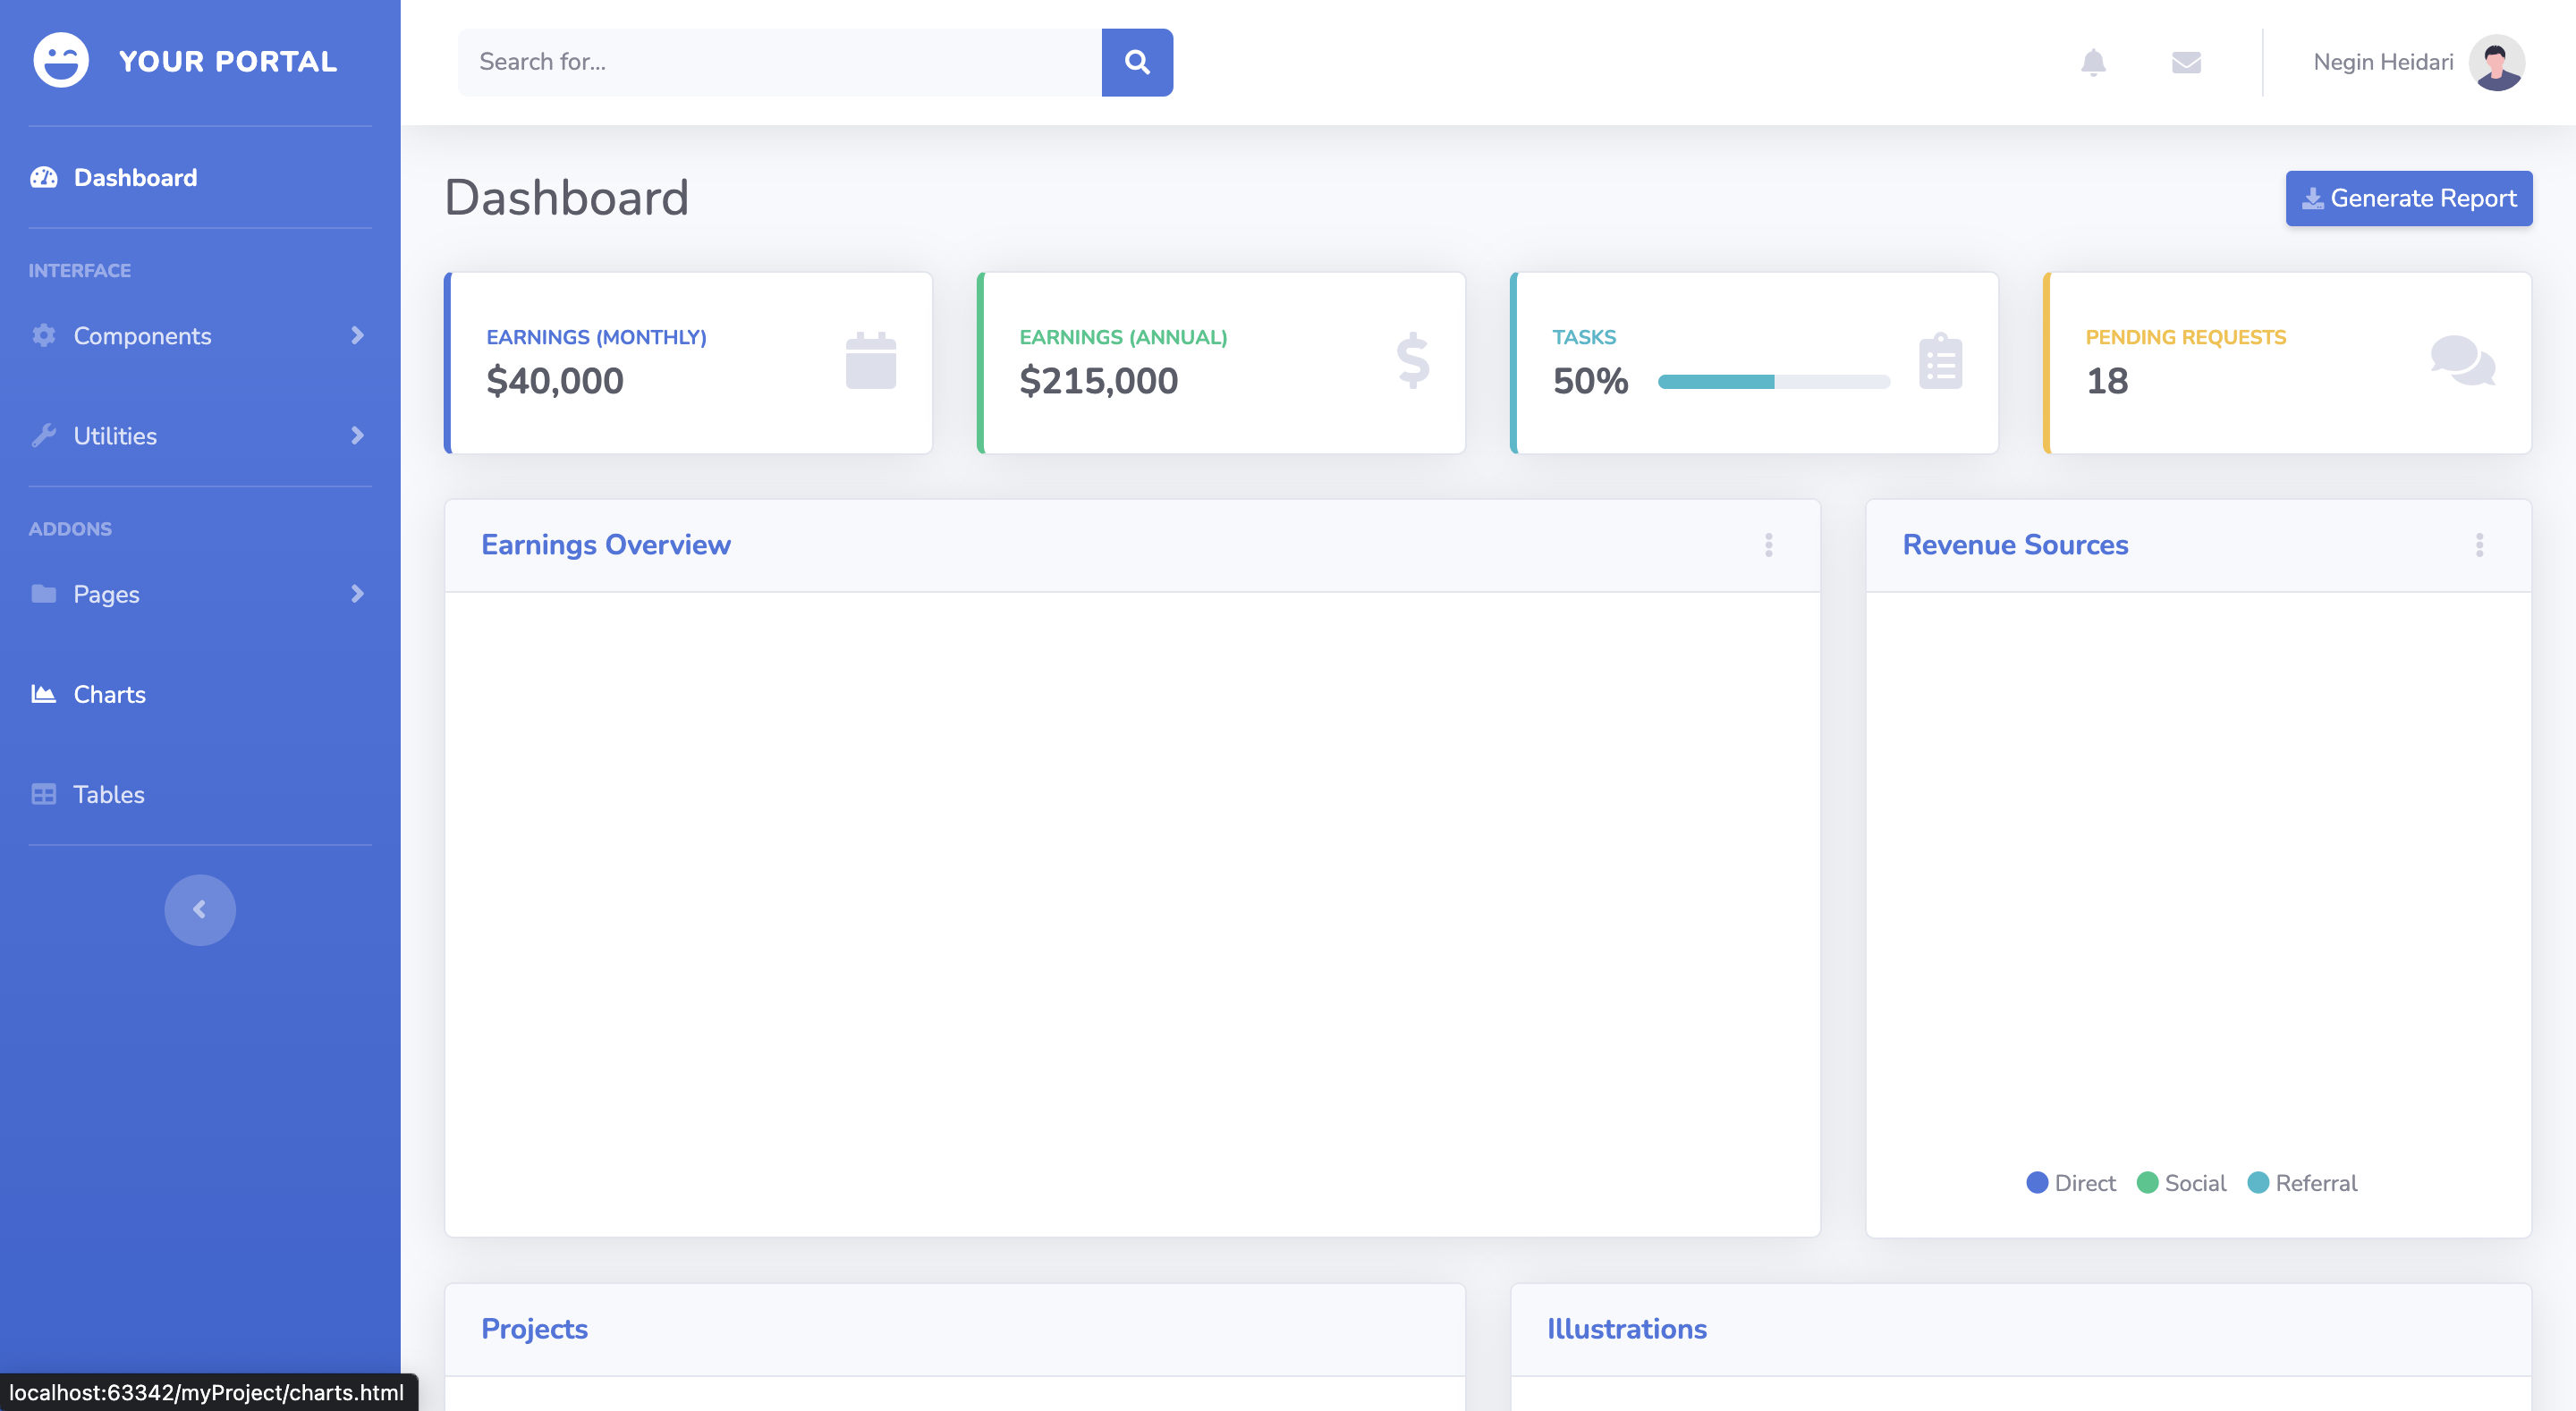 YOUR PORTAL
Search for...
Negin Heidari
Dashboard
Dashboard
Generate Report
INTERFACE
Components
Utilities
ADDONS
Pages
Charts
Tables
EARNINGS (MONTHLY)
$40,000
EARNINGS (ANNUAL)
$215,000
TASKS
50%
PENDING REQUESTS
18
Earnings Overview
Revenue Sources
Direct Social Referral
Projects
Illustrations
localhost:63342/myProject/charts.html